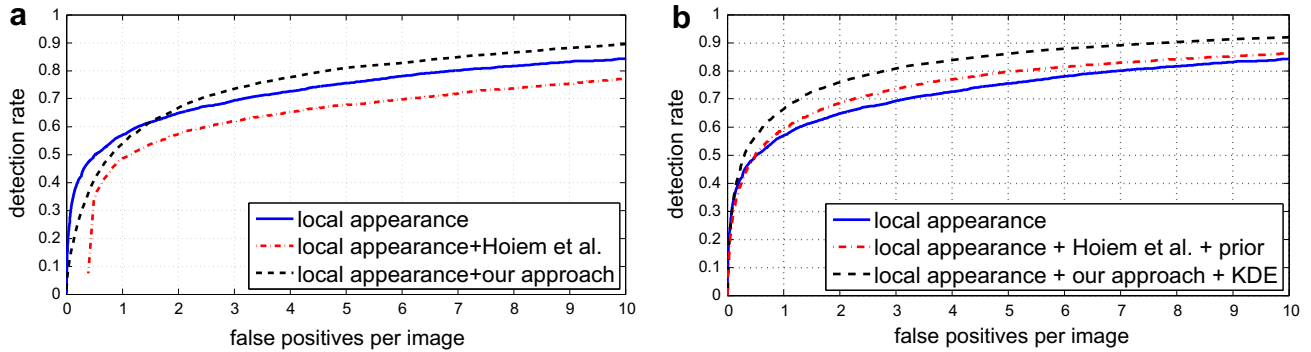 a
1
0.9
0.8
0.7
0.6
0.5
0.4
0.3
0.2
0.1
0
detection rate
local appearance
local appearance+Hoiem et al.
local appearance+our approach
0 1 2 3 4 5 6 7 8 9 10
false positives per image
b
1
0.9
0.8
0.7
0.6
0.5
0.4
0.3
0.2
0.1
0
detection rate
local appearance
local appearance + Hoiem et al. + prior
local appearance + our approach + KDE
0 1 2 3 4 5 6 7 8 9 10
false positives per image